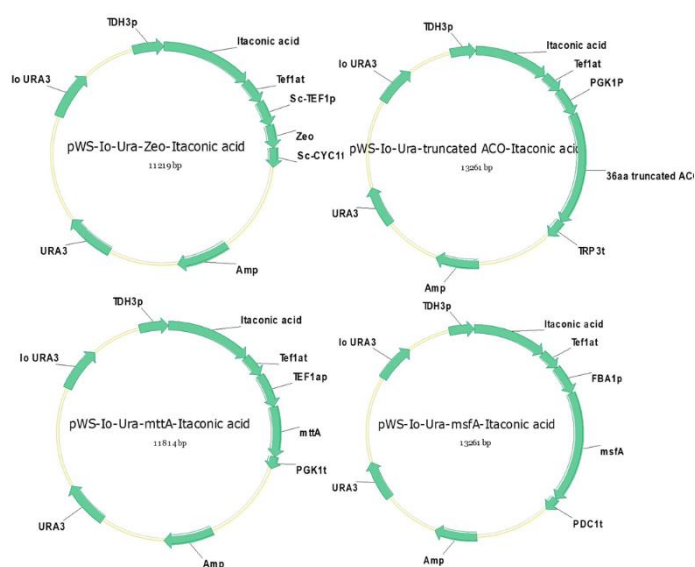 TDH3p
Itaconic acid
Io URA3
Tef1at
Sc-TEF1p
Zeo
Sc-CYC1t
pWS-Io-Ura-Zeo-Itaconic acid
11219 bp
URA3
Amp
TDH3p
Itaconic acid
Io URA3
Tef1at
PGK1P
pWS-Io-Ura-truncated ACO-Itaconic acid
13261 bp
36aa truncated ACO
URA3
TRP3t
Amp
TDH3p
Itaconic acid
Io URA3
Tef1at
TEF1ap
pWS-Io-Ura-mttA-Itaconic acid
11814 bp
mttA
PGK1t
URA3
Amp
TDH3p
Itaconic acid
Io URA3
Tef1at
FBA1p
pWS-Io-Ura-msfA-Itaconic acid
13261 bp
msfA
URA3
PDC1t
Amp